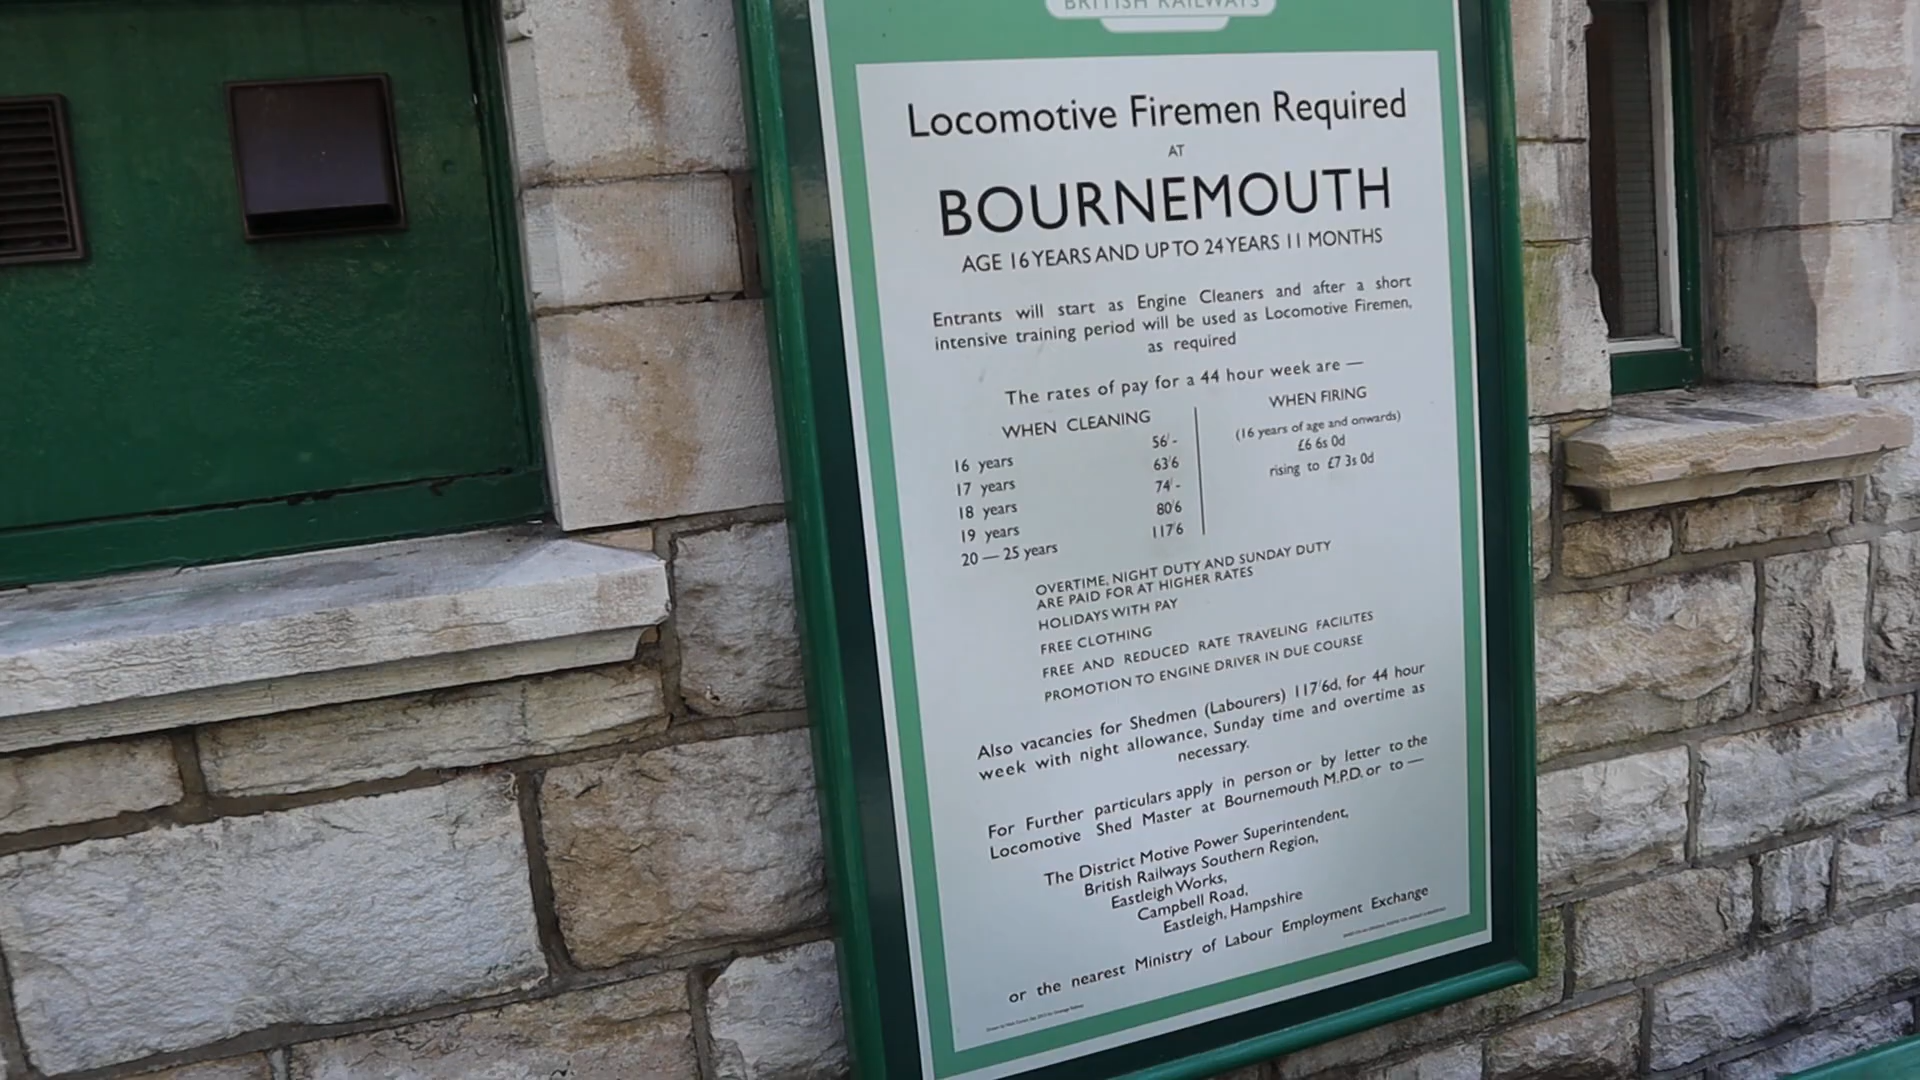 BRITISH RAILWAYS
Locomotive Firemen Required
AT
BOURNEMOUTH
AGE 16 YEARS AND UP TO 24 YEARS 11 MONTHS
Entrants will start as Engine Cleaners and after a short
intensive training period will be used as Locomotive Firemen,
as required
The rates of pay for a 44 hour week are —
WHEN CLEANING
16 years 56'-
17 years 63'6
18 years 74'-
19 years 80'6
20 — 25 years 117'6
WHEN FIRING
(16 years of age and onwards)
£6 6s 0d
rising to £7 3s 0d
OVERTIME, NIGHT DUTY AND SUNDAY DUTY
ARE PAID FOR AT HIGHER RATES
HOLIDAYS WITH PAY
FREE CLOTHING
FREE AND REDUCED RATE TRAVELING FACILITES
PROMOTION TO ENGINE DRIVER IN DUE COURSE
Also vacancies for Shedmen (Labourers) 117'6d, for 44 hour
week with night allowance, Sunday time and overtime as
necessary.
For Further particulars apply in person or by letter to the
Locomotive Shed Master at Bournemouth M.P.D. or to —
The District Motive Power Superintendent,
British Railways Southern Region,
Eastleigh Works,
Campbell Road,
Eastleigh, Hampshire
or the nearest Ministry of Labour Employment Exchange